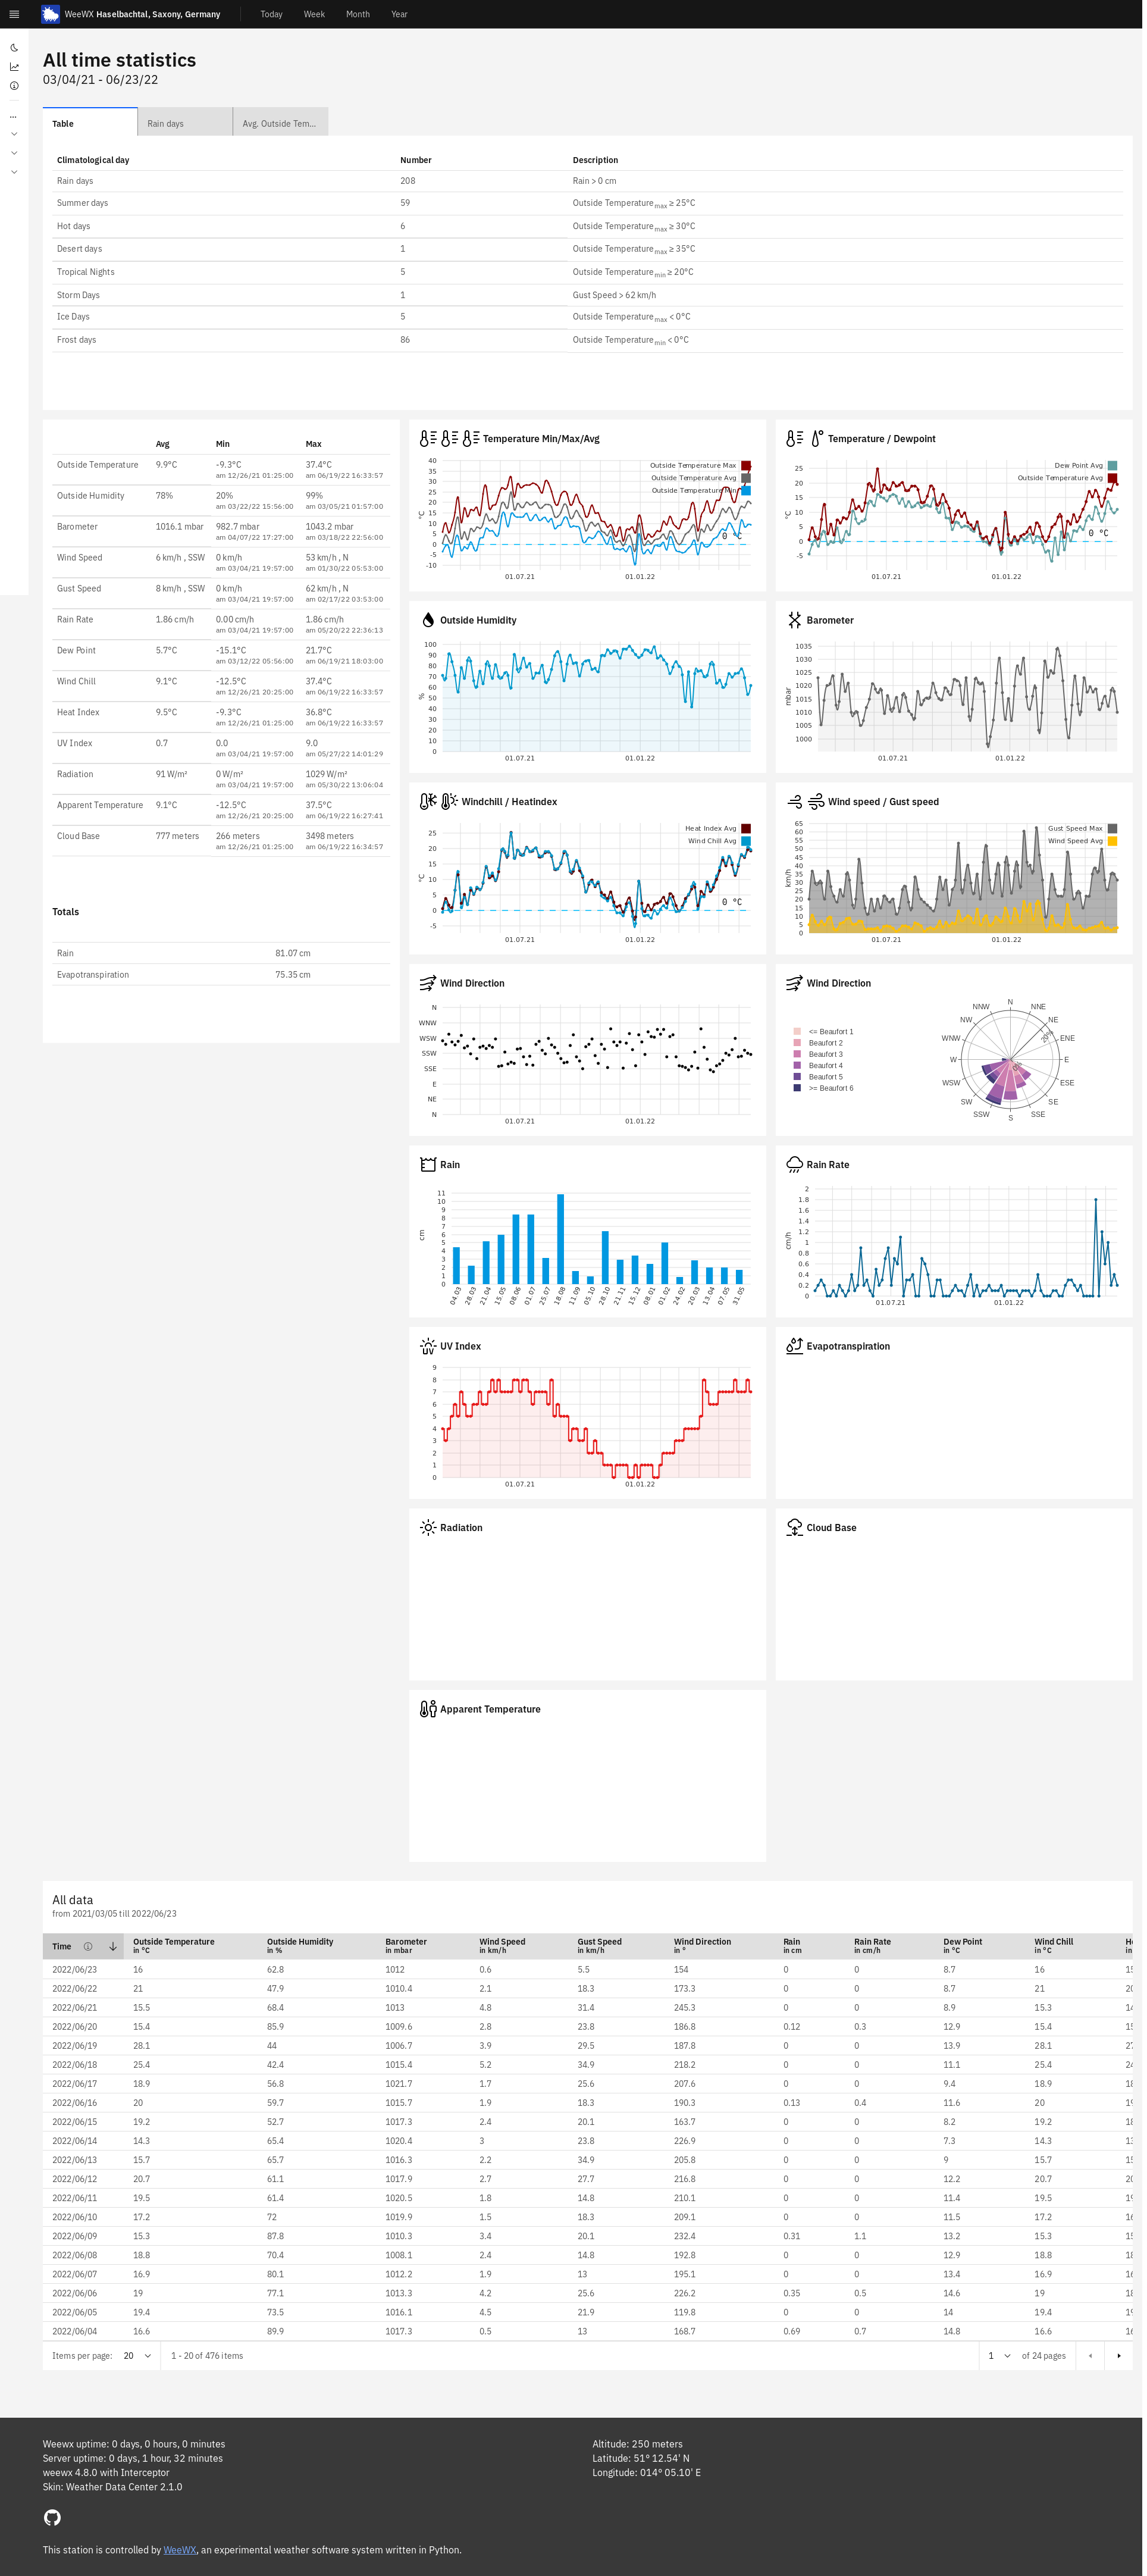 WeeWX Haselbachtal, Saxony, Germany Today Week Month Year
All time statistics
03/04/21 - 06/23/22
Table Rain days Avg. Outside Tem...
Climatological day Number Description
Rain days 208 Rain > 0 cm
Summer days 59 Outside Temperaturemax ≥ 25°C
Hot days 6 Outside Temperaturemax ≥ 30°C
Desert days 1 Outside Temperaturemax ≥ 35°C
Tropical Nights 5 Outside Temperaturemin ≥ 20°C
Storm Days 1 Gust Speed > 62 km/h
Ice Days 5 Outside Temperaturemax < 0°C
Frost days 86 Outside Temperaturemin < 0°C
Avg Min Max
Outside Temperature 9.9°C -9.3°C 37.4°C
am 12/26/21 01:25:00 am 06/19/22 16:33:57
Outside Humidity 78% 20% 99%
am 03/22/22 15:56:00 am 03/05/21 01:57:00
Barometer 1016.1 mbar 982.7 mbar 1043.2 mbar
am 04/07/22 17:27:00 am 03/18/22 22:56:00
Wind Speed 6 km/h , SSW 0 km/h 53 km/h , N
am 03/04/21 19:57:00 am 01/30/22 05:53:00
Gust Speed 8 km/h , SSW 0 km/h 62 km/h , N
am 03/04/21 19:57:00 am 02/17/22 03:53:00
Rain Rate 1.86 cm/h 0.00 cm/h 1.86 cm/h
am 03/04/21 19:57:00 am 05/20/22 22:36:13
Dew Point 5.7°C -15.1°C 21.7°C
am 03/12/22 05:56:00 am 06/19/21 18:03:00
Wind Chill 9.1°C -12.5°C 37.4°C
am 12/26/21 20:25:00 am 06/19/22 16:33:57
Heat Index 9.5°C -9.3°C 36.8°C
am 12/26/21 01:25:00 am 06/19/22 16:33:57
UV Index 0.7 0.0 9.0
am 03/04/21 19:57:00 am 05/27/22 14:01:29
Radiation 91 W/m² 0 W/m² 1029 W/m²
am 03/04/21 19:57:00 am 05/30/22 13:06:04
Apparent Temperature 9.1°C -12.5°C 37.5°C
am 12/26/21 20:25:00 am 06/19/22 16:27:41
Cloud Base 777 meters 266 meters 3498 meters
am 12/26/21 01:25:00 am 06/19/22 16:34:57
Totals
Rain 81.07 cm
Evapotranspiration 75.35 cm
Temperature Min/Max/Avg
Outside Temperature Max
Outside Temperature Avg
Outside Temperature Min
°C
40
35
30
25
20
15
10
5
0
-5
-10
0 °C
01.07.21 01.01.22
Temperature / Dewpoint
Dew Point Avg
Outside Temperature Avg
°C
25
20
15
10
5
0
-5
0 °C
01.07.21 01.01.22
Outside Humidity
%
100
90
80
70
60
50
40
30
20
10
0
01.07.21 01.01.22
Barometer
mbar
1035
1030
1025
1020
1015
1010
1005
1000
01.07.21 01.01.22
Windchill / Heatindex
Heat Index Avg
Wind Chill Avg
°C
25
20
15
10
5
0
-5
0 °C
01.07.21 01.01.22
Wind speed / Gust speed
Gust Speed Max
Wind Speed Avg
km/h
65
60
55
50
45
40
35
30
25
20
15
10
5
0
01.07.21 01.01.22
Wind Direction
N
WNW
WSW
SSW
SSE
E
NE
N
01.07.21 01.01.22
Wind Direction
<= Beaufort 1
Beaufort 2
Beaufort 3
Beaufort 4
Beaufort 5
>= Beaufort 6
N
NNE
NE
ENE
E
ESE
SE
SSE
S
SSW
SW
WSW
W
WNW
NW
NNW
20%
0%
Rain
cm
11
10
9
8
7
6
5
4
3
2
1
0
04.03 28.03 21.04 15.05 08.06 01.07 25.07 18.08 11.09 05.10 28.10 21.11 15.12 08.01 01.02 24.02 20.03 13.04 07.05 31.05
Rain Rate
cm/h
2
1.8
1.6
1.4
1.2
1
0.8
0.6
0.4
0.2
0
01.07.21 01.01.22
UV Index
9
8
7
6
5
4
3
2
1
0
01.07.21 01.01.22
Evapotranspiration
Radiation
Cloud Base
Apparent Temperature
All data
from 2021/03/05 till 2022/06/23
Time Outside Temperature Outside Humidity Barometer Wind Speed Gust Speed Wind Direction Rain Rain Rate Dew Point Wind Chill
in °C in % in mbar in km/h in km/h in ° in cm in cm/h in °C in °C in
2022/06/23 16 62.8 1012 0.6 5.5 154 0 0 8.7 16
2022/06/22 21 47.9 1010.4 2.1 18.3 173.3 0 0 8.7 21
2022/06/21 15.5 68.4 1013 4.8 31.4 245.3 0 0 8.9 15.3
2022/06/20 15.4 85.9 1009.6 2.8 23.8 186.8 0.12 0.3 12.9 15.4
2022/06/19 28.1 44 1006.7 3.9 29.5 187.8 0 0 13.9 28.1
2022/06/18 25.4 42.4 1015.4 5.2 34.9 218.2 0 0 11.1 25.4
2022/06/17 18.9 56.8 1021.7 1.7 25.6 207.6 0 0 9.4 18.9
2022/06/16 20 59.7 1015.7 1.9 18.3 190.3 0.13 0.4 11.6 20
2022/06/15 19.2 52.7 1017.3 2.4 20.1 163.7 0 0 8.2 19.2
2022/06/14 14.3 65.4 1020.4 3 23.8 226.9 0 0 7.3 14.3
2022/06/13 15.7 65.7 1016.3 2.2 34.9 205.8 0 0 9 15.7
2022/06/12 20.7 61.1 1017.9 2.7 27.7 216.8 0 0 12.2 20.7
2022/06/11 19.5 61.4 1020.5 1.8 14.8 210.1 0 0 11.4 19.5
2022/06/10 17.2 72 1019.9 1.5 18.3 209.1 0 0 11.5 17.2
2022/06/09 15.3 87.8 1010.3 3.4 20.1 232.4 0.31 1.1 13.2 15.3
2022/06/08 18.8 70.4 1008.1 2.4 14.8 192.8 0 0 12.9 18.8
2022/06/07 16.9 80.1 1012.2 1.9 13 195.1 0 0 13.4 16.9
2022/06/06 19 77.1 1013.3 4.2 25.6 226.2 0.35 0.5 14.6 19
2022/06/05 19.4 73.5 1016.1 4.5 21.9 119.8 0 0 14 19.4
2022/06/04 16.6 89.9 1017.3 0.5 13 168.7 0.69 0.7 14.8 16.6
Items per page: 20 1 - 20 of 476 items 1 of 24 pages
Weewx uptime: 0 days, 0 hours, 0 minutes
Server uptime: 0 days, 1 hour, 32 minutes
weewx 4.8.0 with Interceptor
Skin: Weather Data Center 2.1.0
Altitude: 250 meters
Latitude: 51° 12.54' N
Longitude: 014° 05.10' E
This station is controlled by WeeWX, an experimental weather software system written in Python.